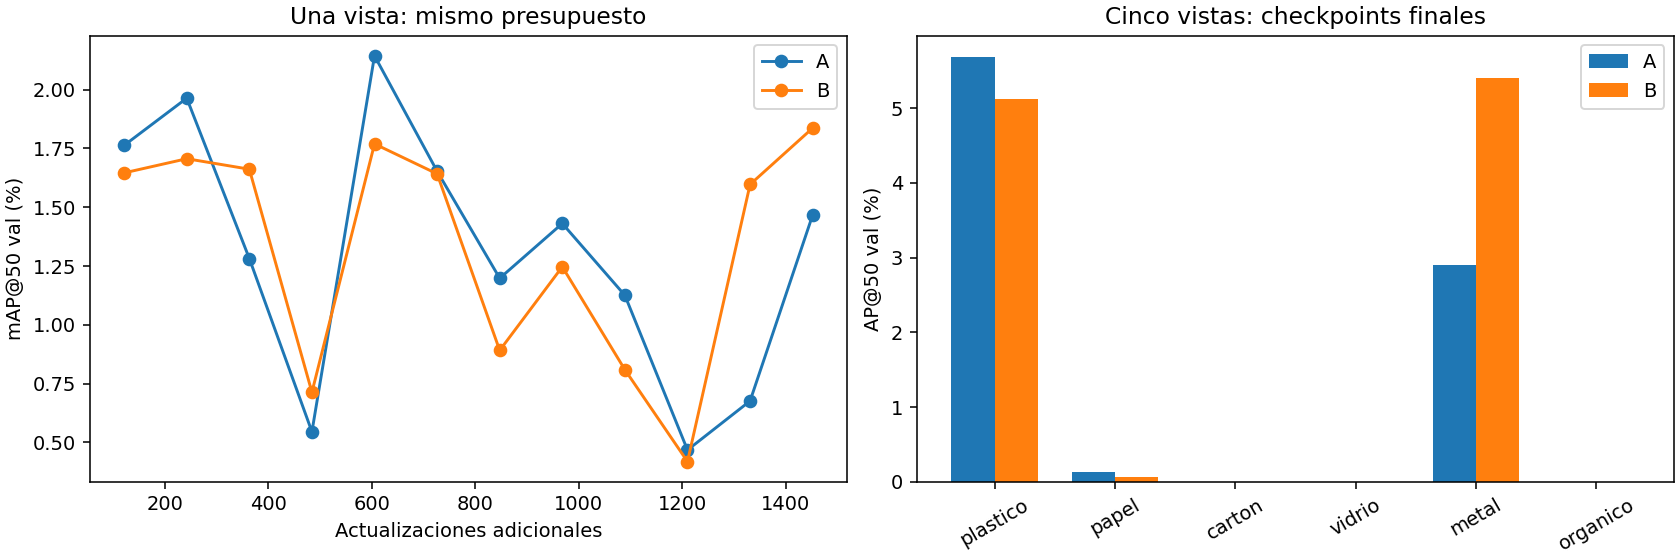 Una vista: mismo presupuesto
mAP@50 val (%)
2.00
1.75
1.50
1.25
1.00
0.75
0.50
200 400 600 800 1000 1200 1400
Actualizaciones adicionales
A
B
Cinco vistas: checkpoints finales
AP@50 val (%)
5
4
3
2
1
0
plastico papel carton vidrio metal organico
A
B